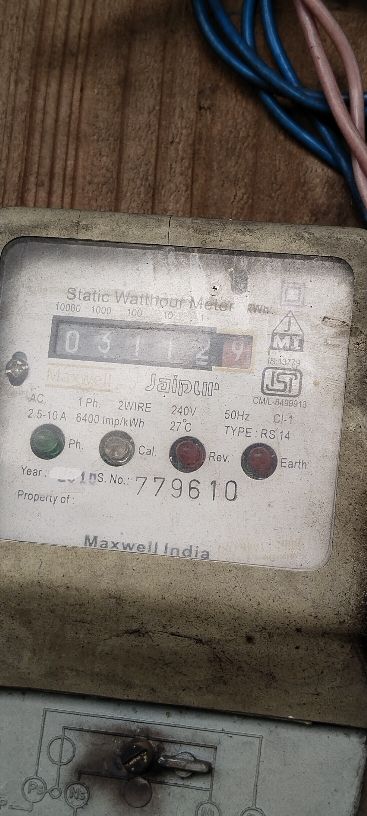 Static Watthour Meter kWh
10000 1000 100 10 1
0 3 1 1 2 9
IS:13779
Maxwell Jaipur
CM/L-8499913
AC, 1 Ph. 2WIRE 240V 50Hz Cl-1
2.5-10 A 6400 Imp/kWh 27°C TYPE : RS 14
Ph. Cal. Rev. Earth
Year: S. No.: 779610
Property of :
Maxwell India
Ns